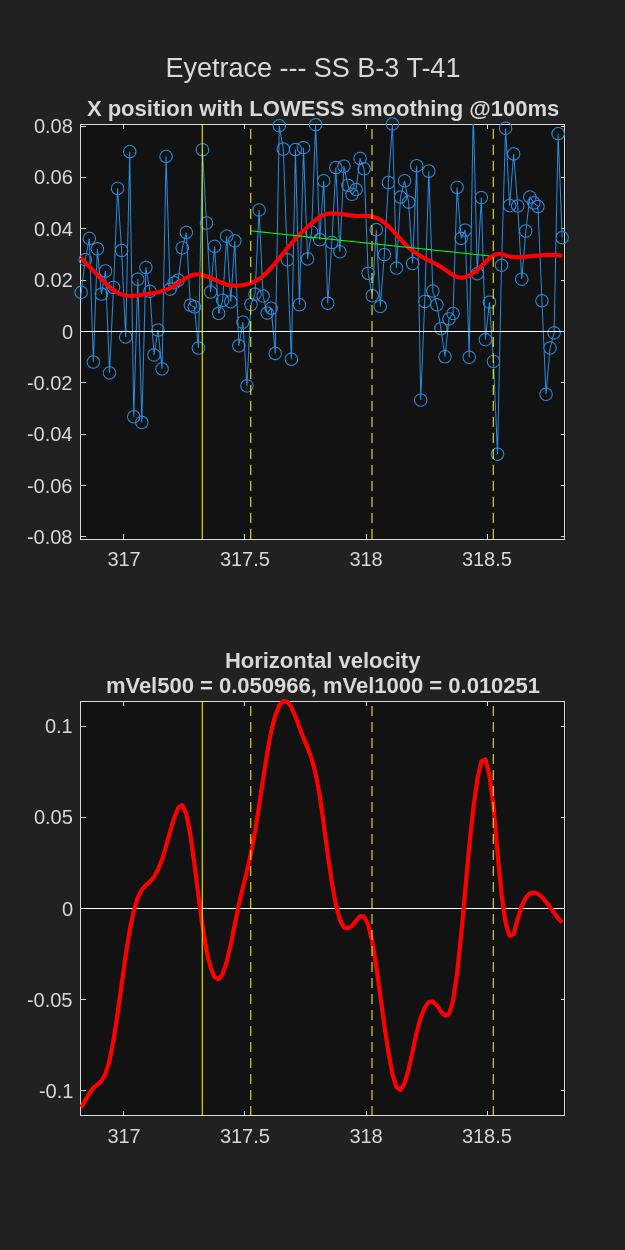 Eyetrace --- SS B-3 T-41
X position with LOWESS smoothing @100ms
0.08
0.06
0.04
0.02
0
-0.02
-0.04
-0.06
-0.08
317 317.5 318 318.5
Horizontal velocity
mVel500 = 0.050966, mVel1000 = 0.010251
0.1
0.05
0
-0.05
-0.1
317 317.5 318 318.5